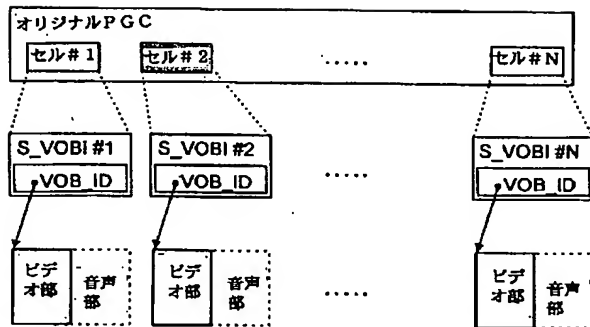 オリジナルPGC
セル#1
セル#2
.....
セル#N
S_VOBI #1
S_VOBI #2
S_VOBI #N
VOB_ID
VOB_ID
.....
VOB_ID
ビデオ部
音声部
ビデオ部
音声部
.....
ビデオ部
音声部